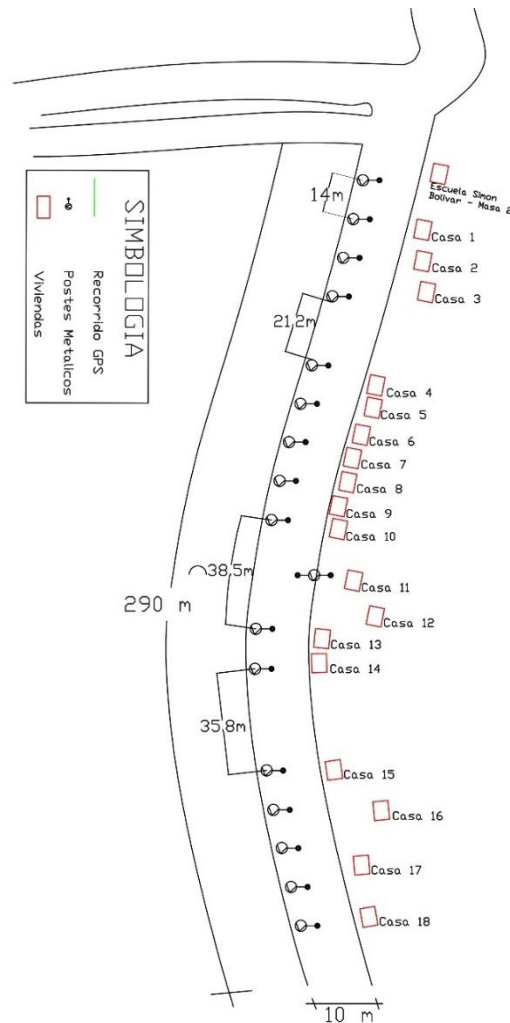 14m
Escuela Simon
Bolivar - Masa 2
Casa 1
Casa 2
Casa 3
21,2m
SIMBOLOGIA
Recorrido GPS
Postes Metalicos
Viviendas
Casa 4
Casa 5
Casa 6
Casa 7
Casa 8
Casa 9
Casa 10
38,5m
Casa 11
290 m
Casa 12
Casa 13
Casa 14
35,8m
Casa 15
Casa 16
Casa 17
Casa 18
10 m